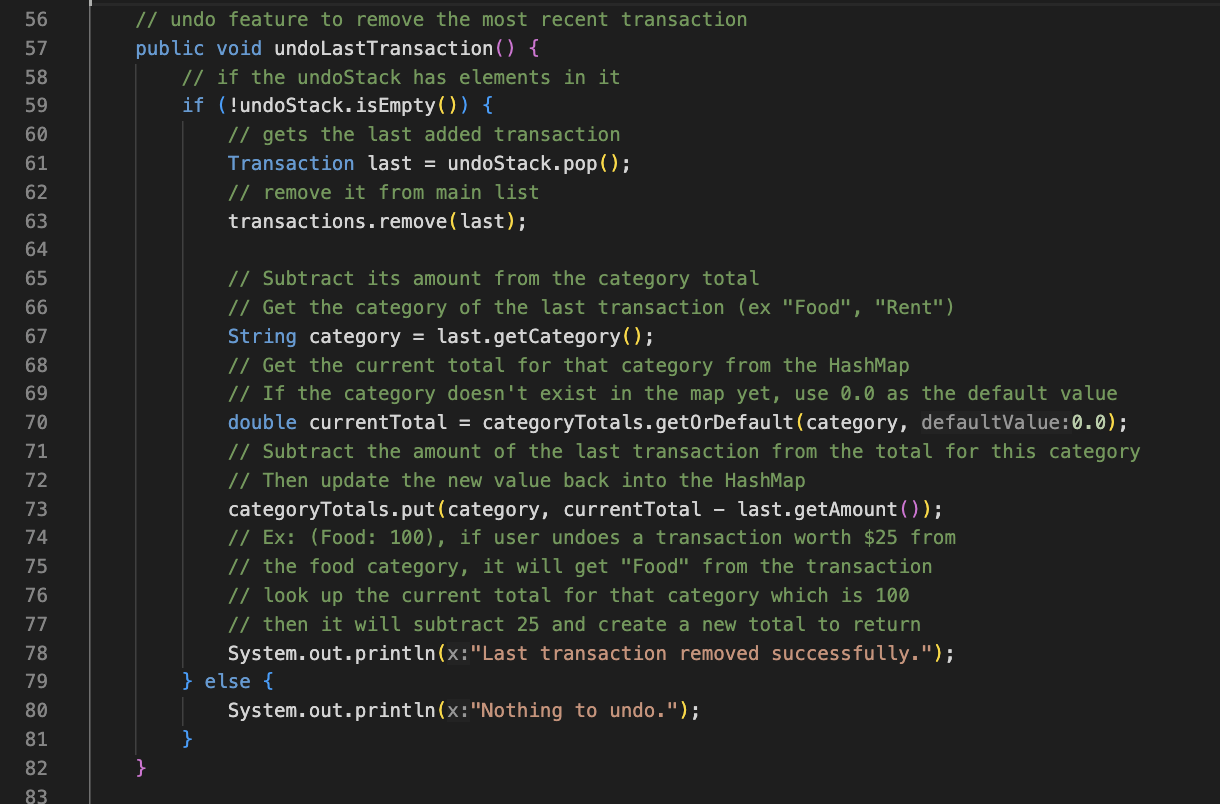 56 // undo feature to remove the most recent transaction
57 public void undoLastTransaction() {
58 // if the undoStack has elements in it
59 if (!undoStack.isEmpty()) {
60 // gets the last added transaction
61 Transaction last = undoStack.pop();
62 // remove it from main list
63 transactions.remove(last);
64
65 // Subtract its amount from the category total
66 // Get the category of the last transaction (ex "Food", "Rent")
67 String category = last.getCategory();
68 // Get the current total for that category from the HashMap
69 // If the category doesn't exist in the map yet, use 0.0 as the default value
70 double currentTotal = categoryTotals.getOrDefault(category, defaultValue:0.0);
71 // Subtract the amount of the last transaction from the total for this category
72 // Then update the new value back into the HashMap
73 categoryTotals.put(category, currentTotal - last.getAmount());
74 // Ex: (Food: 100), if user undoes a transaction worth $25 from
75 // the food category, it will get "Food" from the transaction
76 // look up the current total for that category which is 100
77 // then it will subtract 25 and create a new total to return
78 System.out.println(x:"Last transaction removed successfully.");
79 } else {
80 System.out.println(x:"Nothing to undo.");
81 }
82 }
83